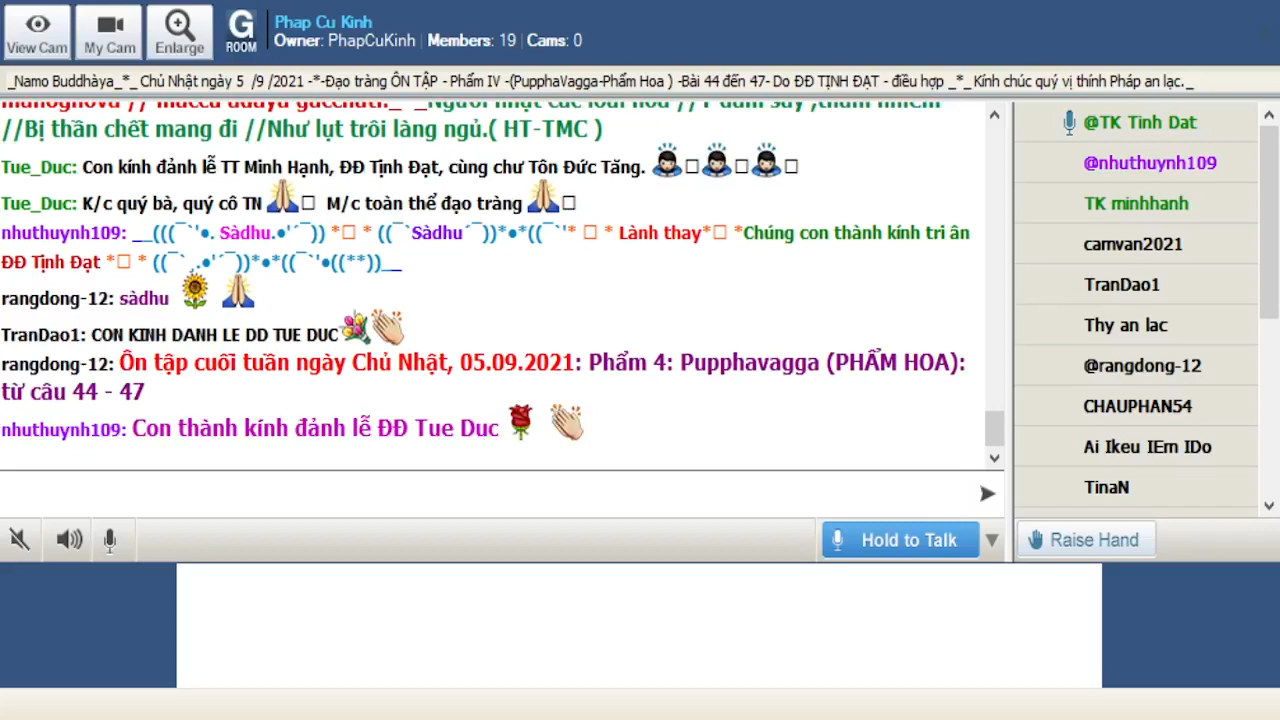 View Cam
My Cam
Enlarge
G
ROOM
Phap Cu Kinh
Owner: PhapCuKinh | Members: 19 | Cams: 0
_Namo Buddhàya_*_ Chủ Nhật ngày 5 /9 /2021 -*-Đạo tràng ÔN TẬP - Phẩm IV -(PupphaVagga-Phẩm Hoa ) -Bài 44 đến 47- Do ĐĐ TỊNH ĐẠT - điều hợp _*_ Kính chúc quý vị thính Pháp an lạc._
//Bị thần chết mang đi //Như lụt trôi làng ngủ.( HT-TMC )
Tue_Duc: Con kính đảnh lễ TT Minh Hạnh, ĐĐ Tịnh Đạt, cùng chư Tôn Đức Tăng.
Tue_Duc: K/c quý bà, quý cô TN M/c toàn thể đạo tràng
nhuthuynh109: __(((¯`'•. Sàdhu.•'´¯)) *▯ * ((¯`Sàdhu´¯))*•*((¯`'* ▯ * Lành thay*▯ *Chúng con thành kính tri ân
ĐĐ Tịnh Đạt *▯ * ((¯` ,.•'´¯))*•*((¯`'•((**))__
rangdong-12: sàdhu
TranDao1: CON KINH DANH LE DD TUE DUC
rangdong-12: Ôn tập cuối tuần ngày Chủ Nhật, 05.09.2021: Phẩm 4: Pupphavagga (PHẨM HOA):
từ câu 44 - 47
nhuthuynh109: Con thành kính đảnh lễ ĐĐ Tue Duc
Hold to Talk
@TK Tinh Dat
@nhuthuynh109
TK minhhanh
camvan2021
TranDao1
Thy an lac
@rangdong-12
CHAUPHAN54
Ai Ikeu IEm IDo
TinaN
Raise Hand